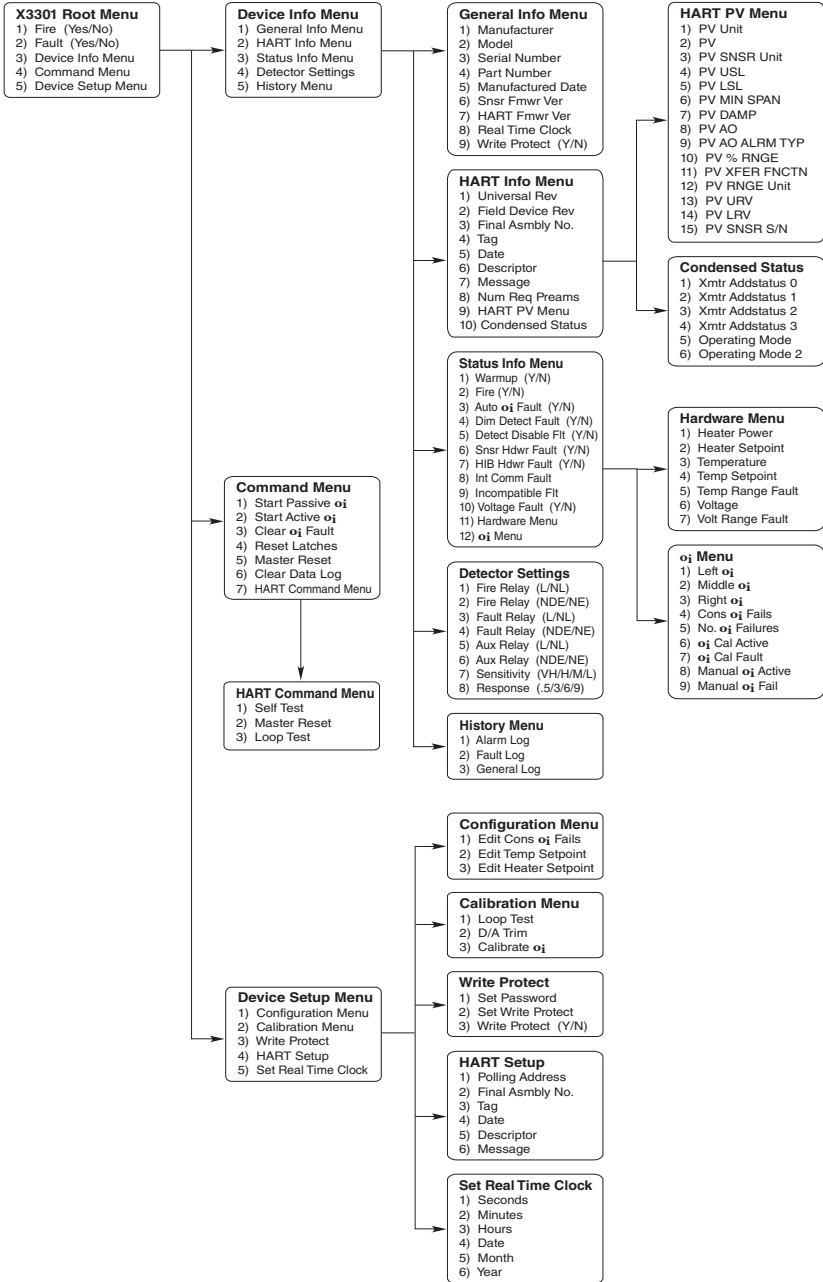 X3301 Root Menu
1) Fire (Yes/No)
2) Fault (Yes/No)
3) Device Info Menu
4) Command Menu
5) Device Setup Menu
Device Info Menu
1) General Info Menu
2) HART Info Menu
3) Status Info Menu
4) Detector Settings
5) History Menu
General Info Menu
1) Manufacturer
2) Model
3) Serial Number
4) Part Number
5) Manufactured Date
6) Snsr Fmwr Ver
7) HART Fmwr Ver
8) Real Time Clock
9) Write Protect (Y/N)
HART PV Menu
1) PV Unit
2) PV
3) PV SNSR Unit
4) PV USL
5) PV LSL
6) PV MIN SPAN
7) PV DAMP
8) PV AO
9) PV AO ALRM TYP
10) PV % RNGE
11) PV XFER FNCTN
12) PV RNGE Unit
13) PV URV
14) PV LRV
15) PV SNSR S/N
HART Info Menu
1) Universal Rev
2) Field Device Rev
3) Final Asmbly No.
4) Tag
5) Date
6) Descriptor
7) Message
8) Num Req Preams
9) HART PV Menu
10) Condensed Status
Condensed Status
1) Xmtr Addstatus 0
2) Xmtr Addstatus 1
3) Xmtr Addstatus 2
4) Xmtr Addstatus 3
5) Operating Mode
6) Operating Mode 2
Status Info Menu
1) Warmup (Y/N)
2) Fire (Y/N)
3) Auto oi Fault (Y/N)
4) Dim Detect Fault (Y/N)
5) Detect Disable Flt (Y/N)
6) Snsr Hdwr Fault (Y/N)
7) HIB Hdwr Fault (Y/N)
8) Int Comm Fault
9) Incompatible Flt
10) Voltage Fault (Y/N)
11) Hardware Menu
12) oi Menu
Hardware Menu
1) Heater Power
2) Heater Setpoint
3) Temperature
4) Temp Setpoint
5) Temp Range Fault
6) Voltage
7) Volt Range Fault
Command Menu
1) Start Passive oi
2) Start Active oi
3) Clear oi Fault
4) Reset Latches
5) Master Reset
6) Clear Data Log
7) HART Command Menu
oi Menu
1) Left oi
2) Middle oi
3) Right oi
4) Cons oi Fails
5) No. oi Failures
6) oi Cal Active
7) oi Cal Fault
8) Manual oi Active
9) Manual oi Fail
Detector Settings
1) Fire Relay (L/NL)
2) Fire Relay (NDE/NE)
3) Fault Relay (L/NL)
4) Fault Relay (NDE/NE)
5) Aux Relay (L/NL)
6) Aux Relay (NDE/NE)
7) Sensitivity (VH/H/M/L)
8) Response (.5/3/6/9)
HART Command Menu
1) Self Test
2) Master Reset
3) Loop Test
History Menu
1) Alarm Log
2) Fault Log
3) General Log
Configuration Menu
1) Edit Cons oi Fails
2) Edit Temp Setpoint
3) Edit Heater Setpoint
Calibration Menu
1) Loop Test
2) D/A Trim
3) Calibrate oi
Device Setup Menu
1) Configuration Menu
2) Calibration Menu
3) Write Protect
4) HART Setup
5) Set Real Time Clock
Write Protect
1) Set Password
2) Set Write Protect
3) Write Protect (Y/N)
HART Setup
1) Polling Address
2) Final Asmbly No.
3) Tag
4) Date
5) Descriptor
6) Message
Set Real Time Clock
1) Seconds
2) Minutes
3) Hours
4) Date
5) Month
6) Year